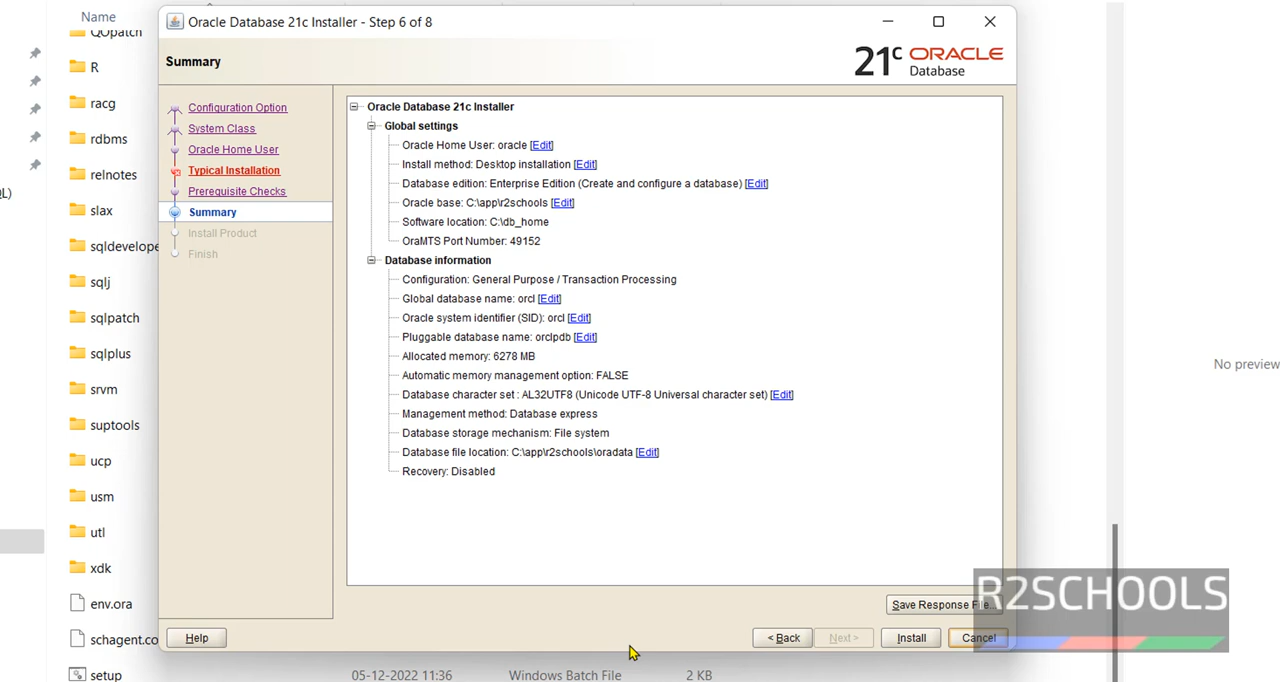 Name
QOpatch
R
racg
rdbms
relnotes
L)
slax
sqldevelope
sqlj
sqlpatch
sqlplus
srvm
suptools
ucp
usm
utl
xdk
env.ora
schagent.co
setup
05-12-2022 11:36
Windows Batch File
2 KB
Oracle Database 21c Installer - Step 6 of 8
Summary
21c ORACLE
Database
Configuration Option
System Class
Oracle Home User
Typical Installation
Prerequisite Checks
Summary
Install Product
Finish
Oracle Database 21c Installer
Global settings
Oracle Home User: oracle [Edit]
Install method: Desktop installation [Edit]
Database edition: Enterprise Edition (Create and configure a database) [Edit]
Oracle base: C:\app\r2schools [Edit]
Software location: C:\db_home
OraMTS Port Number: 49152
Database information
Configuration: General Purpose / Transaction Processing
Global database name: orcl [Edit]
Oracle system identifier (SID): orcl [Edit]
Pluggable database name: orclpdb [Edit]
Allocated memory: 6278 MB
Automatic memory management option: FALSE
Database character set : AL32UTF8 (Unicode UTF-8 Universal character set) [Edit]
Management method: Database express
Database storage mechanism: File system
Database file location: C:\app\r2schools\oradata [Edit]
Recovery: Disabled
Save Response File...
Help
< Back
Next >
Install
Cancel
No preview
R2SCHOOLS